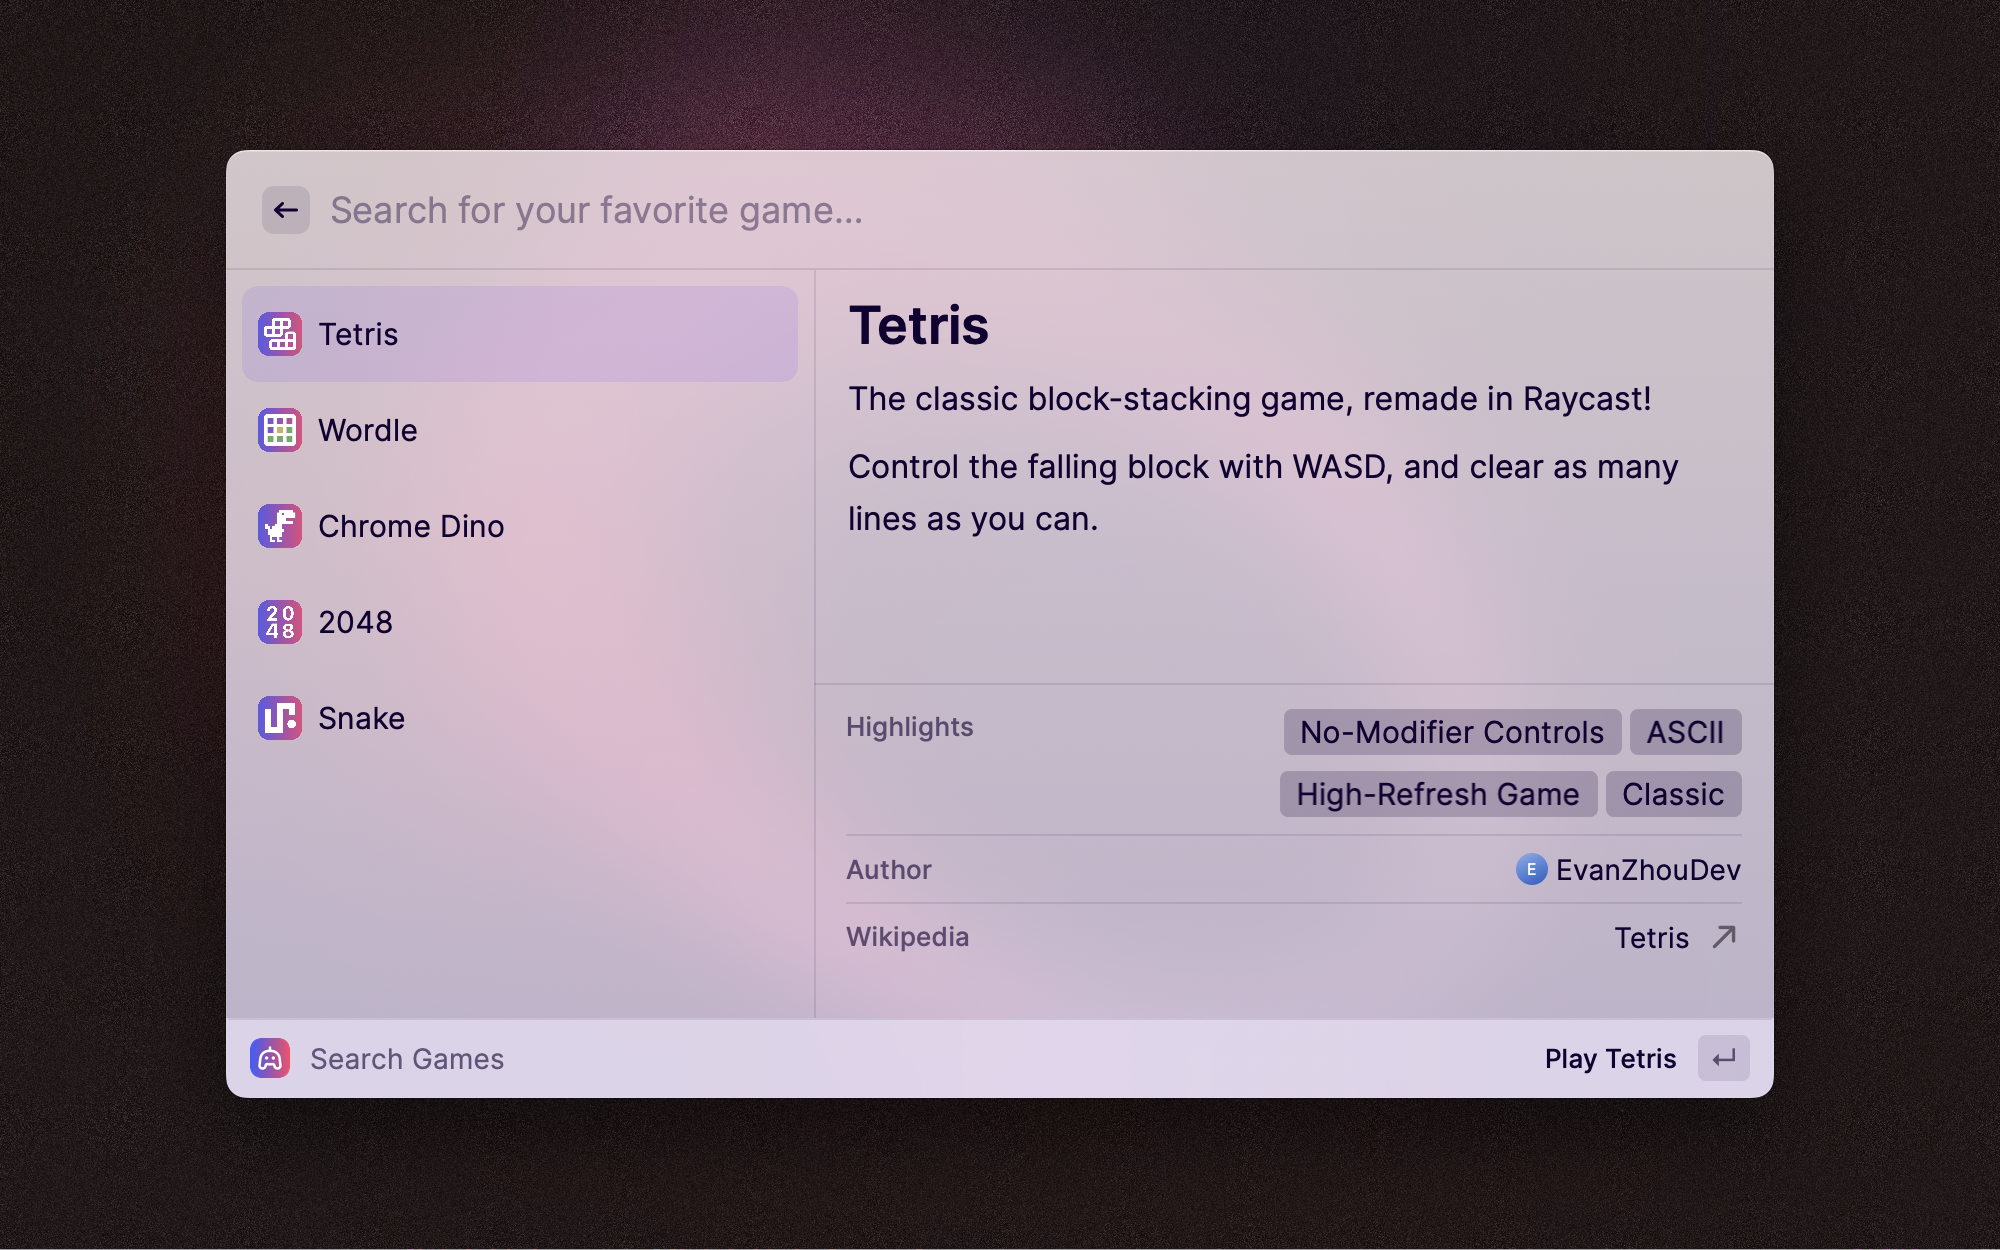 Search for your favorite game...
Tetris
Wordle
Chrome Dino
20
48
2048
Snake
Tetris
The classic block-stacking game, remade in Raycast!
Control the falling block with WASD, and clear as many
lines as you can.
Highlights
No-Modifier Controls ASCII
High-Refresh Game Classic
Author
E EvanZhouDev
Wikipedia
Tetris
Search Games
Play Tetris